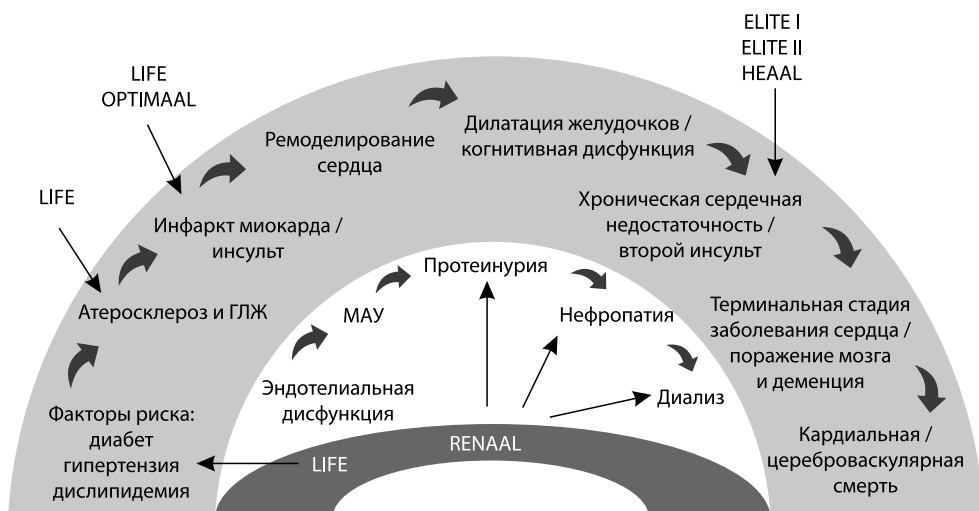 ELITE I
ELITE II
HEAAL
LIFE
OPTIMAAL
LIFE
Факторы риска:
диабет
гипертензия
дислипидемия
Атеросклероз и ГЛЖ
Инфаркт миокарда /
инсульт
Ремоделирование
сердца
Дилатация желудочков /
когнитивная дисфункция
Хроническая сердечная
недостаточность /
второй инсульт
Терминальная стадия
заболевания сердца /
поражение мозга
и деменция
Кардиальная /
цереброваскулярная
смерть
Эндотелиальная
дисфункция
МАУ
Протеинурия
Нефропатия
Диализ
RENAAL
LIFE